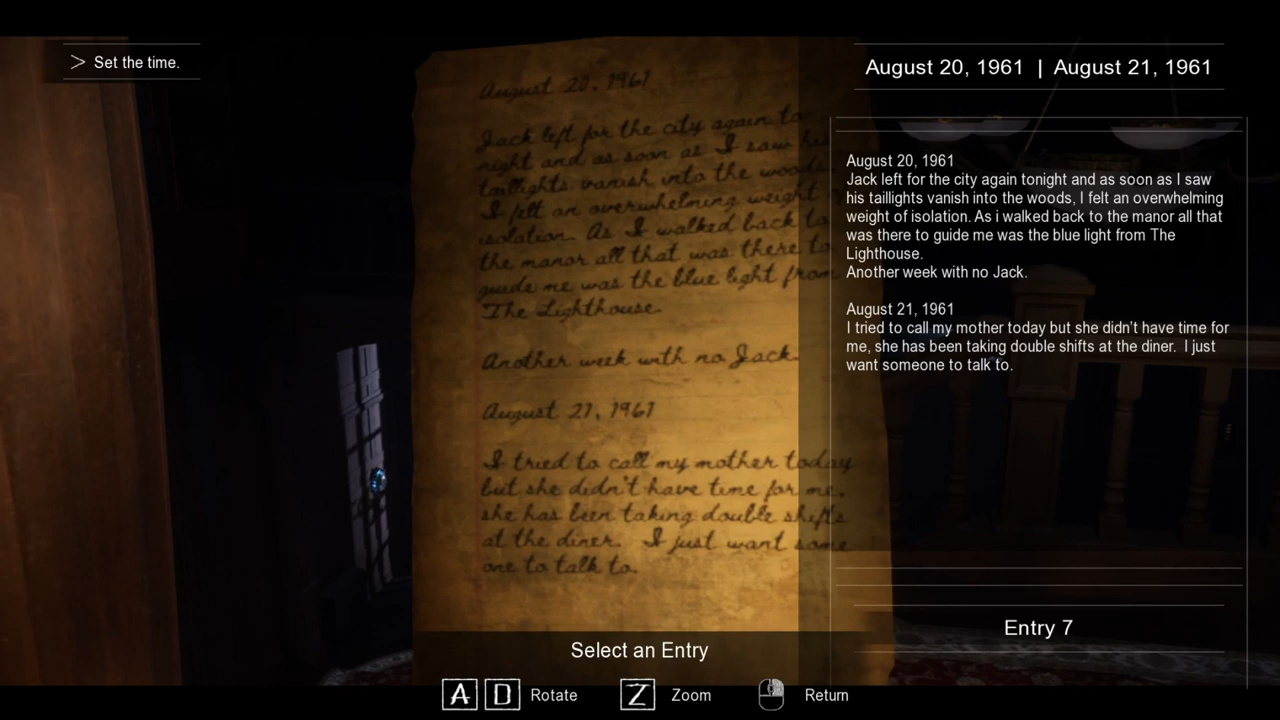 > Set the time.
August 20, 1961
Jack left for the city again to
night and as soon as I saw his
taillights vanish into the woods
I felt an overwhelming weight
isolation. As I walked back to
the manor all that was there to
guide me was the blue light from
The Lighthouse.
Another week with no Jack.
August 21, 1961
I tried to call my mother today
but she didn't have time for me.
she has been taking double shifts
at the diner. I just want some
one to talk to.
August 20, 1961 | August 21, 1961
August 20, 1961
Jack left for the city again tonight and as soon as I saw
his taillights vanish into the woods, I felt an overwhelming
weight of isolation. As i walked back to the manor all that
was there to guide me was the blue light from The
Lighthouse.
Another week with no Jack.
August 21, 1961
I tried to call my mother today but she didn't have time for
me, she has been taking double shifts at the diner. I just
want someone to talk to.
Entry 7
Select an Entry
A D Rotate Z Zoom Return